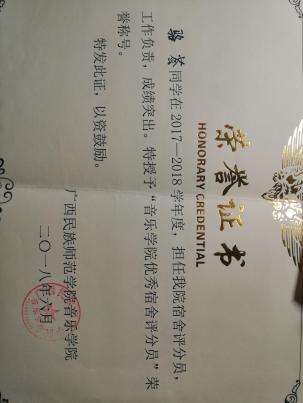 荣誉证书
HONORARY CREDENTIAL
同学在2017—2018学年度，担任我院宿舍评分员，
工作负责，成绩突出。特授予“音乐学院优秀宿舍评分员”荣
誉称号。
特发此证，以资鼓励。
广西民族师范学院音乐学院
二〇一八年六月